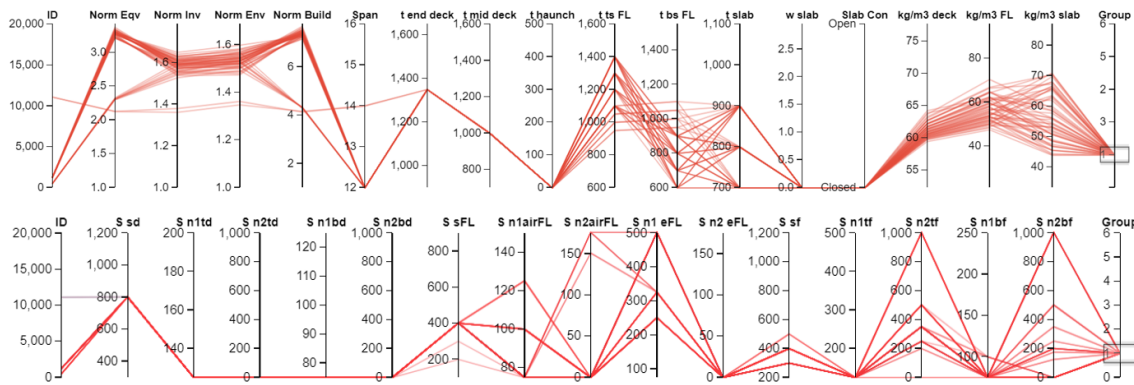 ID Norm Eqv Norm Inv Norm Env Norm Build Span t end deck t mid deck t haunch t ts FL t bs FL t slab w slab Slab Con kg/m3 deck kg/m3 FL kg/m3 slab Group
20,000 15,000 10,000 5,000 0
3.0 2.5 2.0 1.5 1.0
1.6 1.4 1.2 1.0
1.6 1.4 1.2 1.0
6 4 2
16 15 14 13 12
1,600 1,400 1,200 1,000
1,400 1,200 1,000 800
500 400 300 200 100 0
1,600 1,400 1,200 1,000 800 600
1,400 1,200 1,000 800 600
1,100 1,000 900 800 700
2.5 2.0 1.5 1.0 0.5 0.0
Open Closed
75 70 65 60 55
80 60 40
80 70 60 50 40
6 2 3 1
ID S sd S n1td S n2td S n1bd S n2bd S sFL S n1airFL S n2airFL S n1 eFL S n2 eFL S sf S n1tf S n2tf S n1bf S n2bf Group
20,000 15,000 10,000 5,000 0
1,200 1,000 800 600 400
200 180 160 140
1,000 800 600 400 200 0
120 110 100 90 80
1,000 800 600 400 200 0
800 600 400 200
140 120 100 80
150 100 50 0
500 400 300 200 100 0
150 100 50 0
1,200 1,000 800 600 400 200
500 400 300 200 100 0
1,000 800 600 400 200 0
250 200 150 100
1,000 800 600 400 200 0
6 5 4 3 2 1 0